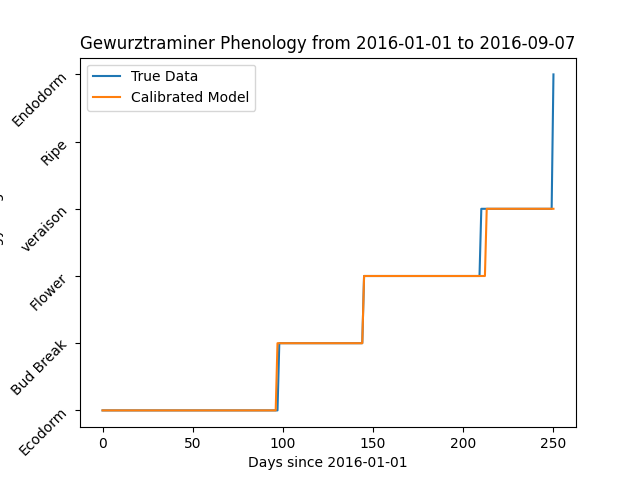 Gewurztraminer Phenology from 2016-01-01 to 2016-09-07
True Data
Calibrated Model
Endodorm
Ripe
veraison
Flower
Bud Break
Ecodorm
0 50 100 150 200 250
Days since 2016-01-01